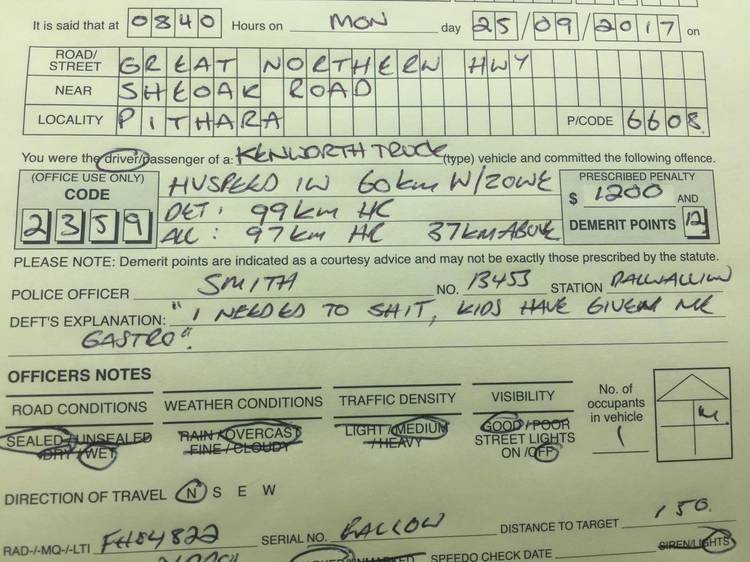 It is said that at 0840 Hours on MON day 25/09/2017 on
ROAD/STREET GREAT NORTHERN HWY
NEAR SHEOAK ROAD
LOCALITY PITHARA P/CODE 6608
You were the driver/passenger of a: KENWORTH TRUCK (type) vehicle and committed the following offence.
(OFFICE USE ONLY) CODE 2359
HVSPEED IW 60km W/ZONE
DET: 99km HR
ALL: 97km HR 37km ABOVE
PRESCRIBED PENALTY
$ 1200 AND
DEMERIT POINTS 12
PLEASE NOTE: Demerit points are indicated as a courtesy advice and may not be exactly those prescribed by the statute.
POLICE OFFICER SMITH NO. 13453 STATION DALWALLINU
DEFT'S EXPLANATION: "I NEEDED TO SHIT, KIDS HAVE GIVEN ME
GASTRO".
OFFICERS NOTES
ROAD CONDITIONS WEATHER CONDITIONS TRAFFIC DENSITY VISIBILITY No. of occupants in vehicle 1
SEALED/UNSEALED RAIN/OVERCAST LIGHT/MEDIUM GOOD/POOR
DRY/WET FINE/CLOUDY /HEAVY STREET LIGHTS
ON/OFF
M.
DIRECTION OF TRAVEL N S E W
RAD-/-MQ-/-LTI FH84822 SERIAL NO. BALLOW DISTANCE TO TARGET 150.
SPEEDO CHECK DATE SIREN/LIGHTS